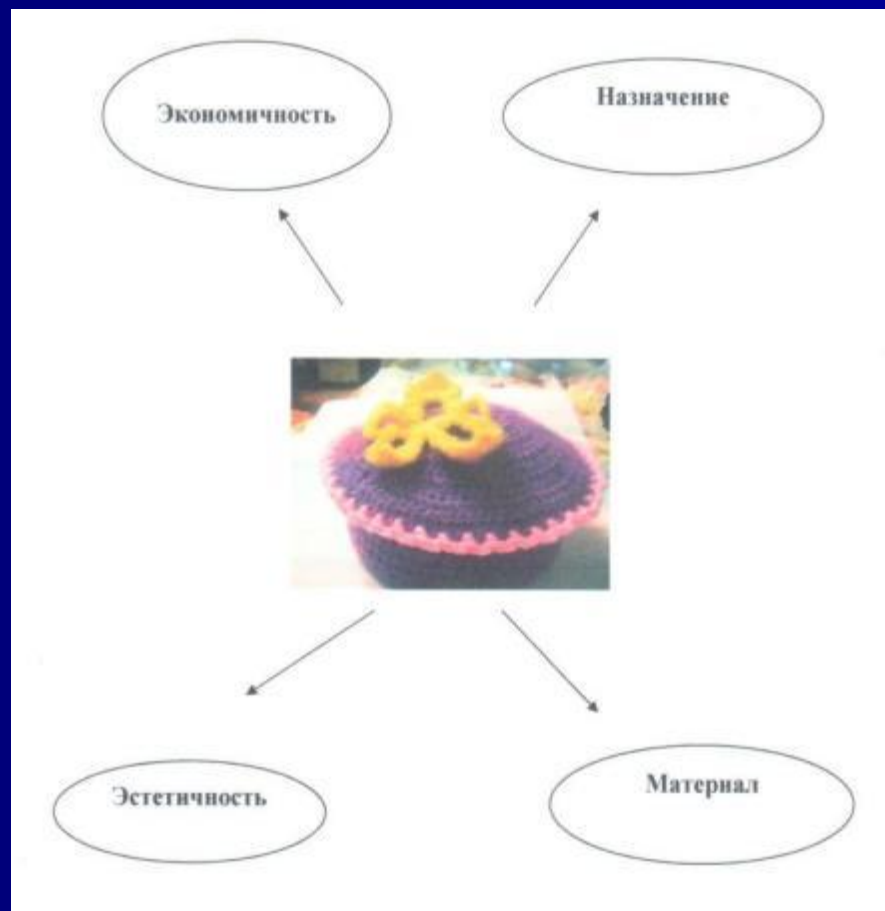 Экономичность
Назначение
Эстетичность
Материал